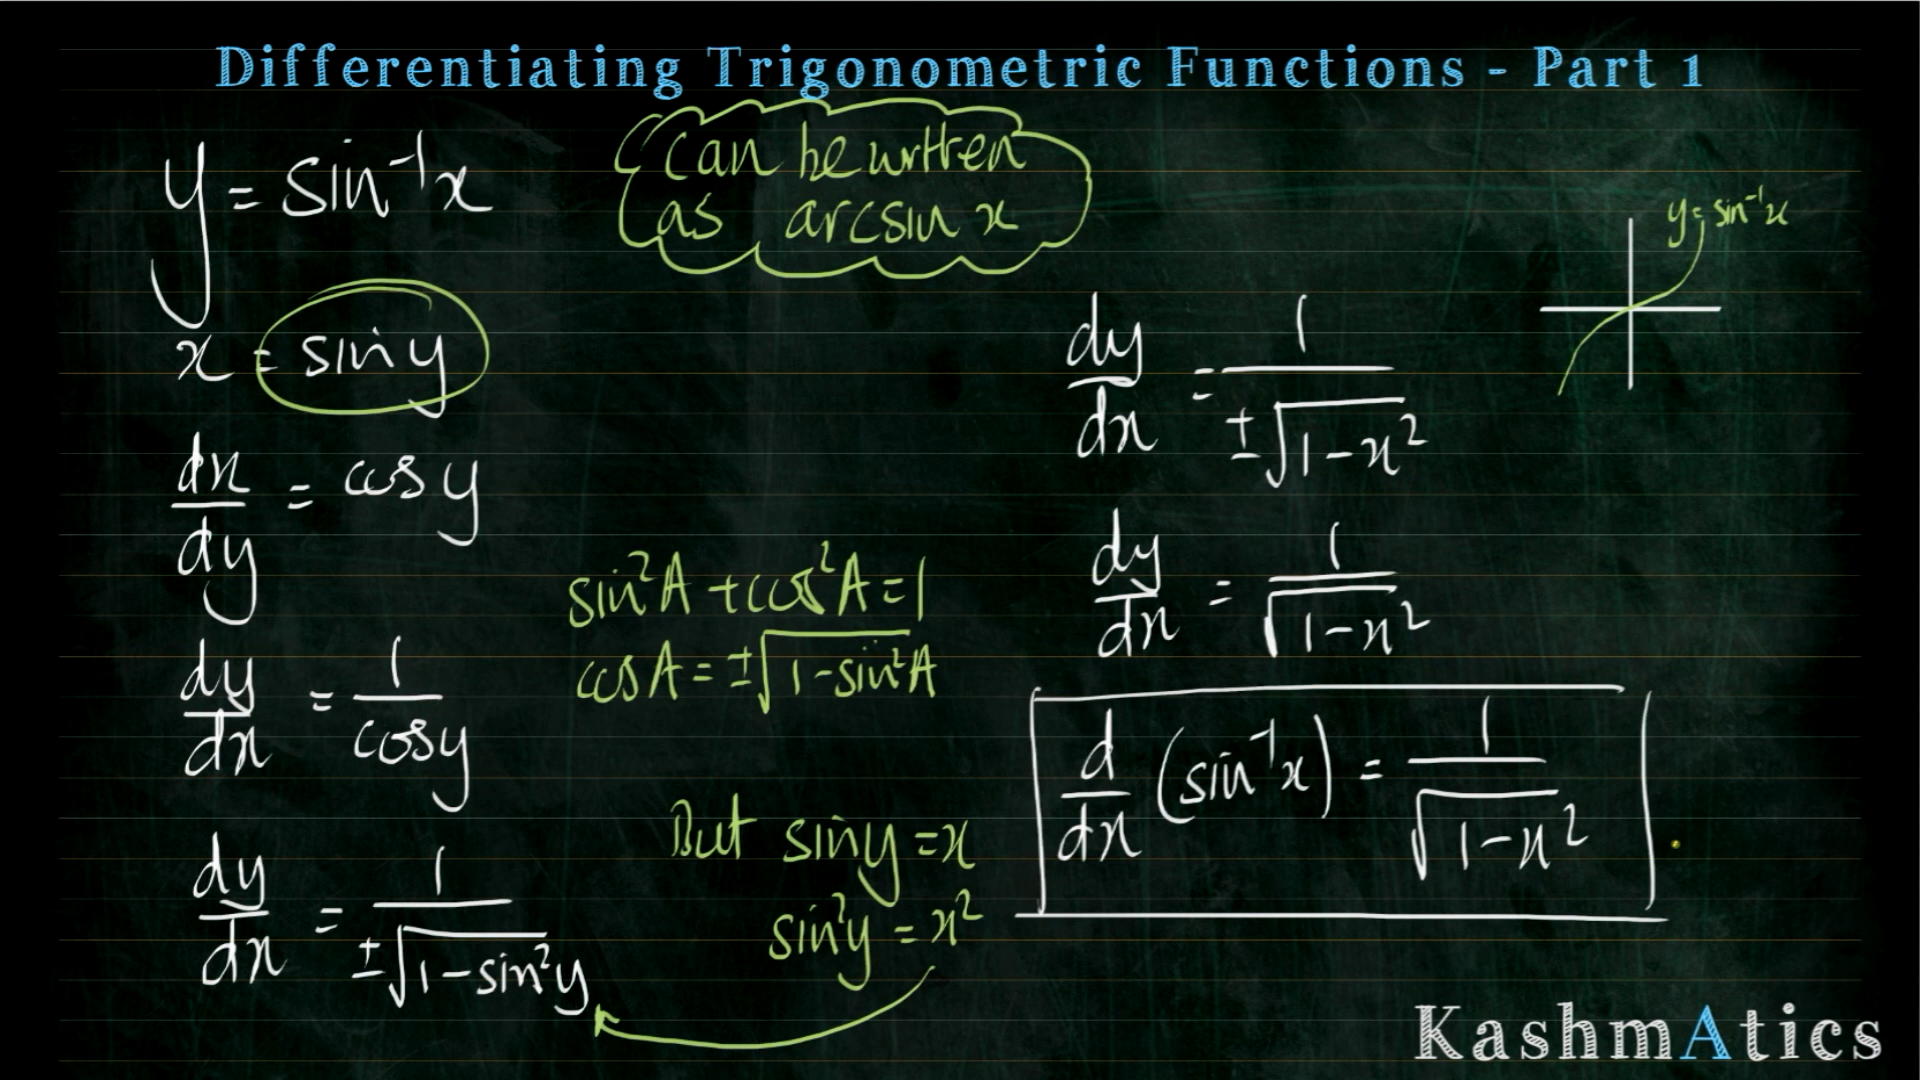 Differentiating Trigonometric Functions - Part 1
y = sin⁻¹x
Can be written
as arcsin x
x = sin y
dx/dy = cos y
dy/dx = 1/cos y
dy/dx = 1/±√(1-sin²y)
sin²A + cos²A = 1
cos A = ±√(1-sin²A)
But sin y = x
sin²y = x²
y = sin⁻¹x
dy/dx = 1/±√(1-x²)
dy/dx = 1/√(1-x²)
d/dx (sin⁻¹x) = 1/√(1-x²)
KashmAtics